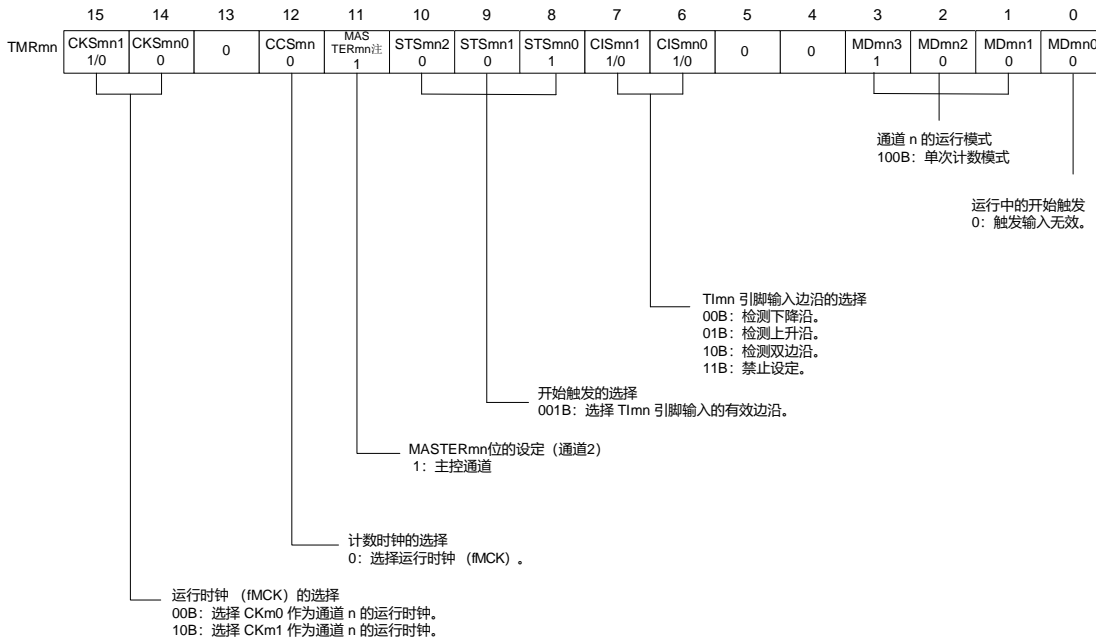 15 14 13 12 11 10 9 8 7 6 5 4 3 2 1 0
TMRmn CKSmn1 CKSmn0 0 CCSmn MAS STSmn2 STSmn1 STSmn0 CISmn1 CISmn0 0 0 MDmn3 MDmn2 MDmn1 MDmn0
TERmn注
1/0 0 0 1 0 0 1 1/0 1/0 1 0 0 0
通道 n 的运行模式
100B：单次计数模式
运行中的开始触发
0：触发输入无效。
TImn 引脚输入边沿的选择
00B：检测下降沿。
01B：检测上升沿。
10B：检测双边沿。
11B：禁止设定。
开始触发的选择
001B：选择 TImn 引脚输入的有效边沿。
MASTERmn位的设定（通道2）
1：主控通道
计数时钟的选择
0：选择运行时钟 （fMCK）。
运行时钟 （fMCK）的选择
00B：选择 CKm0 作为通道 n 的运行时钟。
10B：选择 CKm1 作为通道 n 的运行时钟。